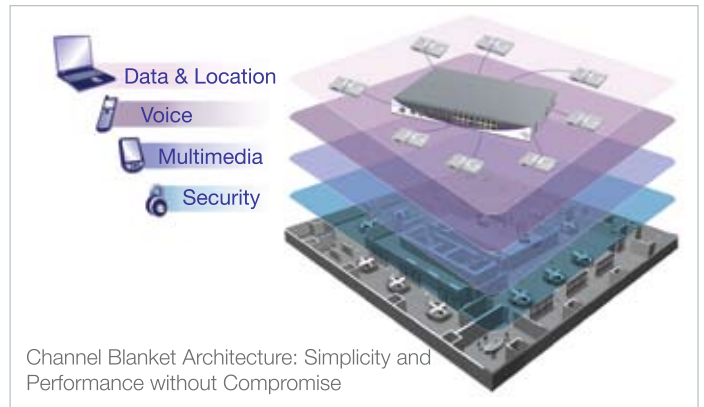 Data & Location
Voice
Multimedia
Security
Channel Blanket Architecture: Simplicity and
Performance without Compromise